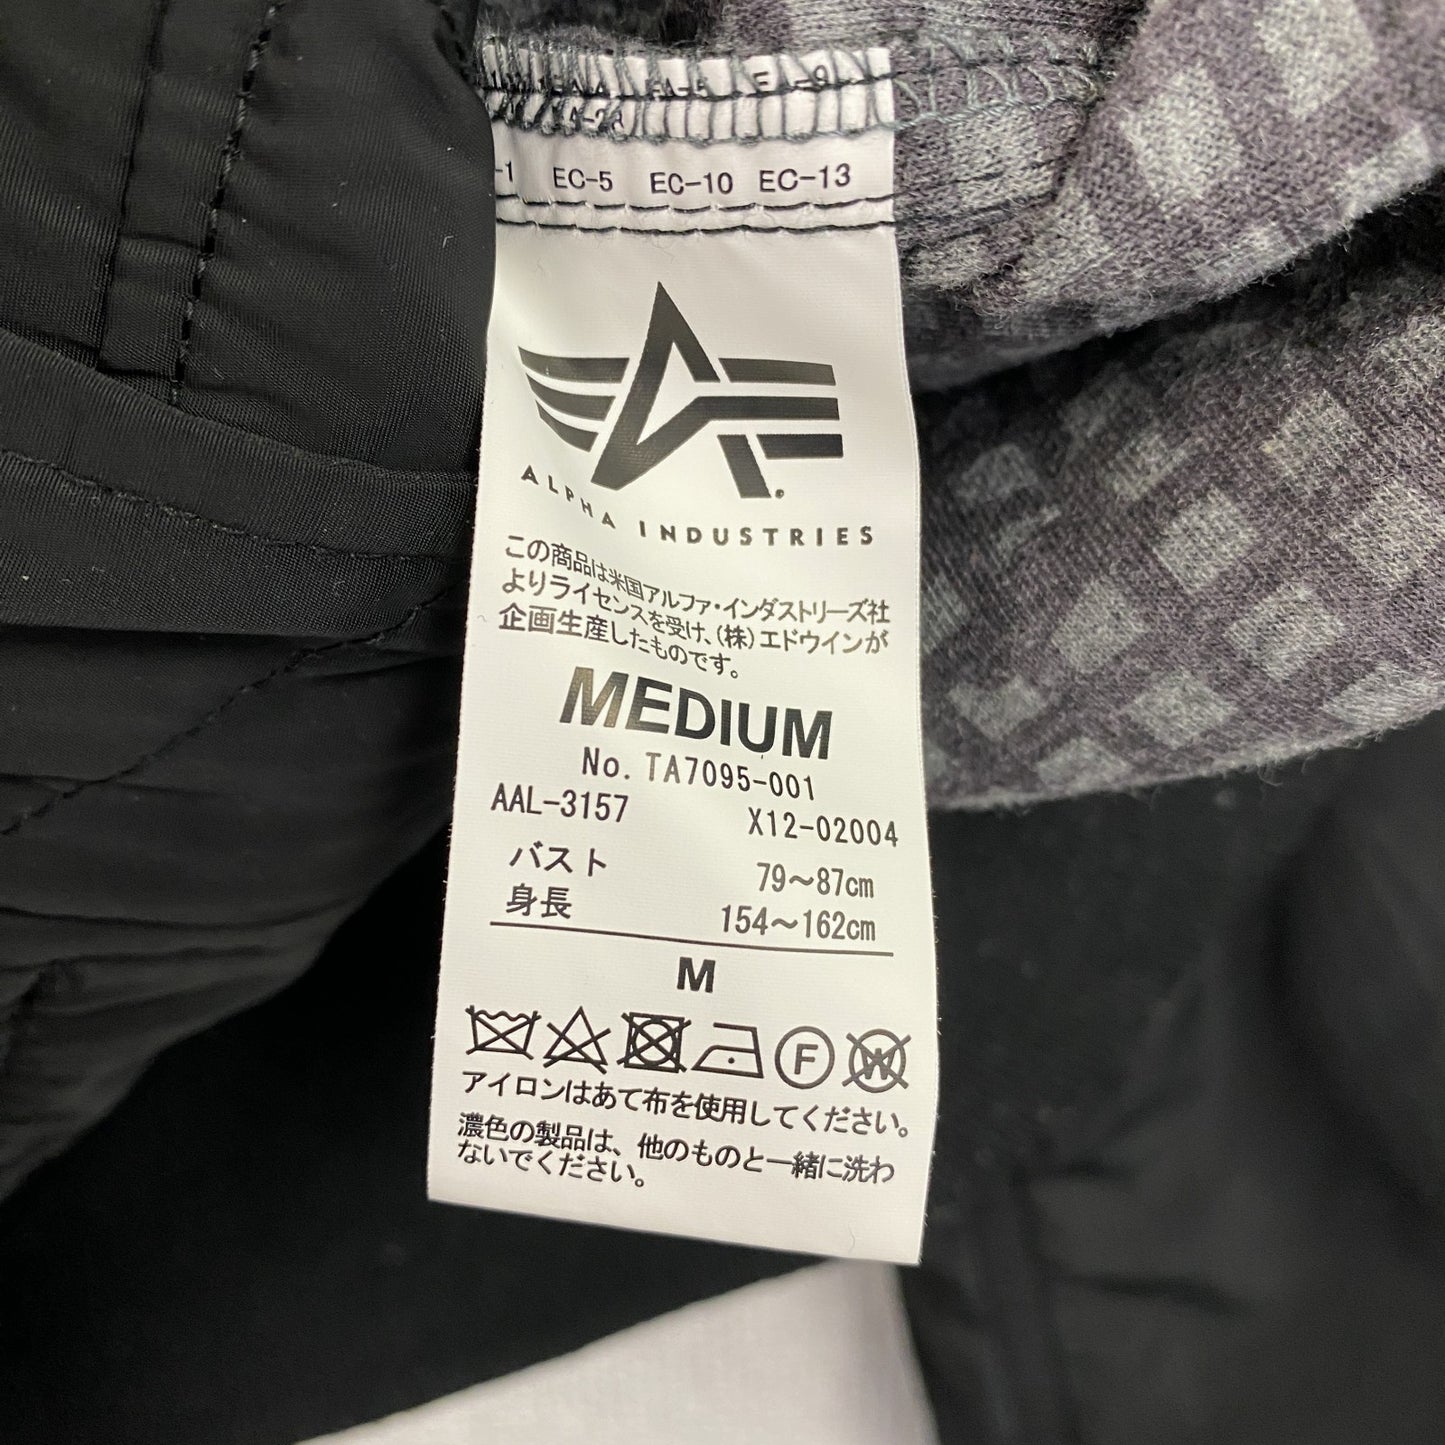 EC-5 EC-10 EC-13
ALPHA INDUSTRIES
この商品は米国アルファ・インダストリーズ社
よりライセンスを受け、(株)エドウインが
企画生産したものです。
MEDIUM
No. TA7095-001
AAL-3157 X12-02004
バスト 79～87cm
身長 154～162cm
M
F W
アイロンはあて布を使用してください。
濃色の製品は、他のものと一緒に洗わ
ないでください。